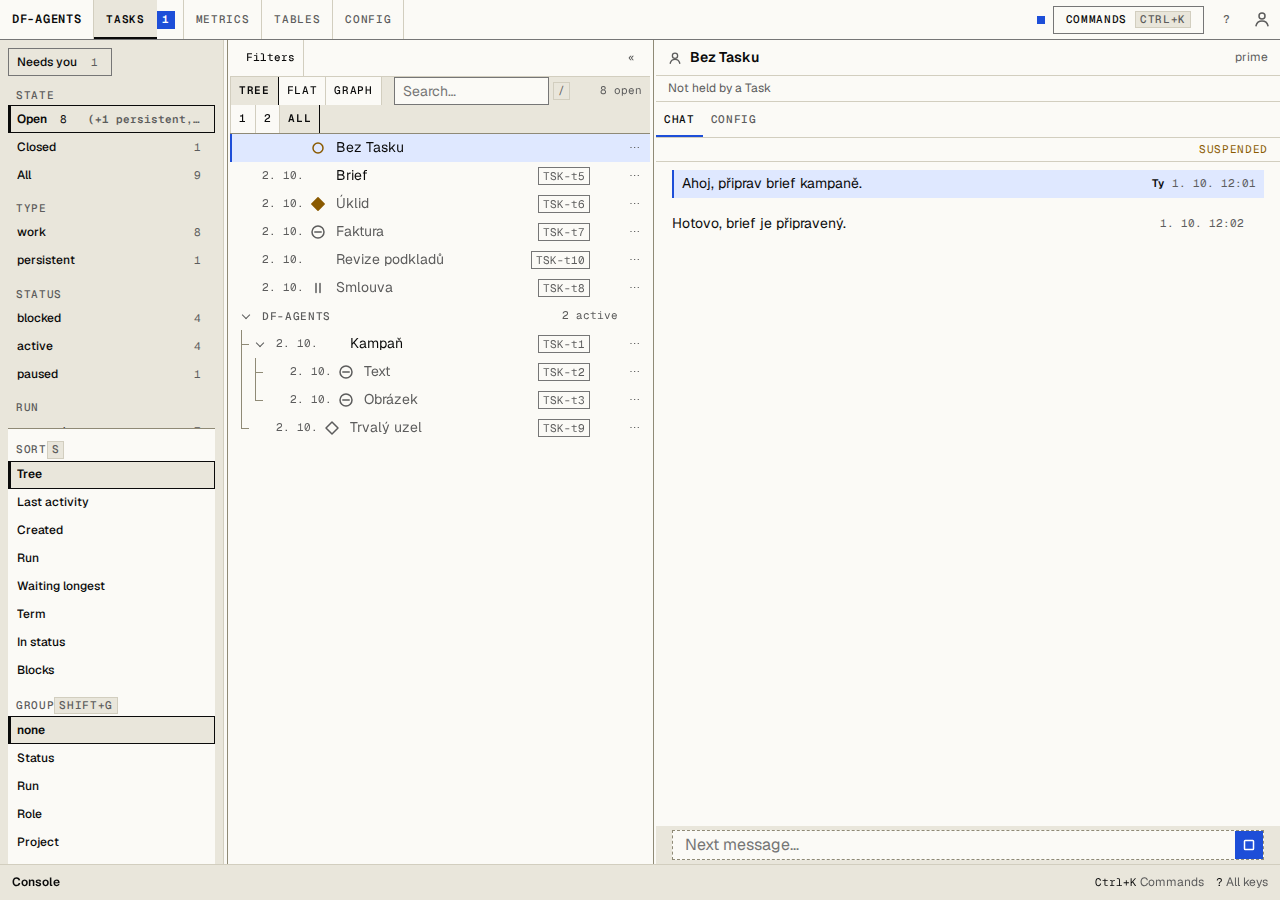 DF-AGENTS TASKS 1 METRICS TABLES CONFIG COMMANDS CTRL+K ?
Needs you 1
STATE
Open 8 (+1 persistent,…
Closed 1
All 9
TYPE
work 8
persistent 1
STATUS
blocked 4
active 4
paused 1
RUN
SORT S
Tree
Last activity
Created
Run
Waiting longest
Term
In status
Blocks
GROUP SHIFT+G
none
Status
Run
Role
Project
Filters «
TREE FLAT GRAPH Search… / 8 open
1 2 ALL
Bez Tasku …
2. 10. Brief TSK-t5 …
2. 10. Úklid TSK-t6 …
2. 10. Faktura TSK-t7 …
2. 10. Revize podkladů TSK-t10 …
2. 10. Smlouva TSK-t8 …
DF-AGENTS 2 active
2. 10. Kampaň TSK-t1 …
2. 10. Text TSK-t2 …
2. 10. Obrázek TSK-t3 …
2. 10. Trvalý uzel TSK-t9 …
Bez Tasku prime
Not held by a Task
CHAT CONFIG
SUSPENDED
Ahoj, připrav brief kampaně. Ty 1. 10. 12:01
Hotovo, brief je připravený. 1. 10. 12:02
Next message…
Console Ctrl+K Commands ? All keys